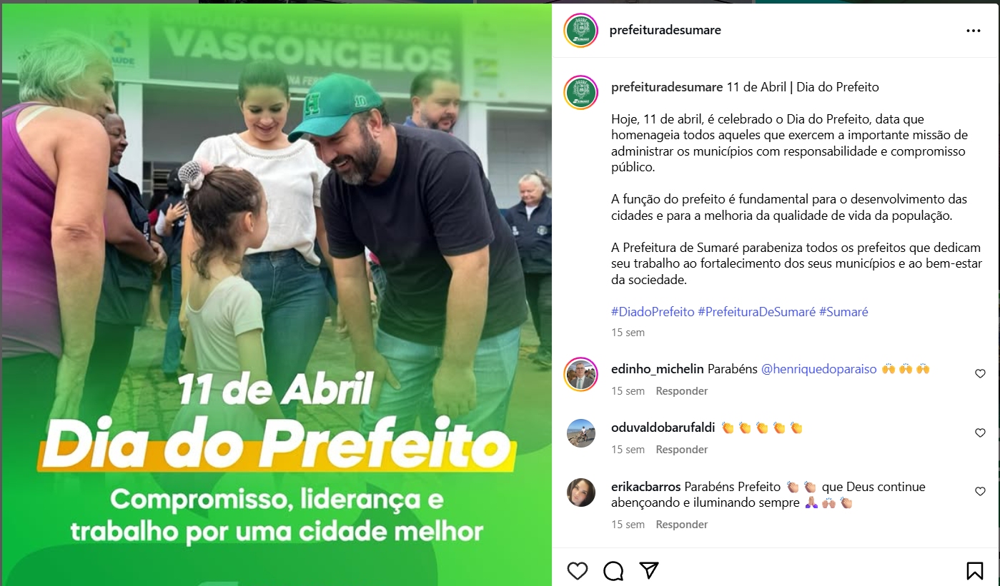 UNIDADE DE SAÚDE DA FAMÍLIA
VASCONCELOS
SAÚDE
H
10
11 de Abril
Dia do Prefeito
Compromisso, liderança e
trabalho por uma cidade melhor
prefeituradesumare
prefeituradesumare 11 de Abril | Dia do Prefeito
Hoje, 11 de abril, é celebrado o Dia do Prefeito, data que
homenageia todos aqueles que exercem a importante missão de
administrar os municípios com responsabilidade e compromisso
público.
A função do prefeito é fundamental para o desenvolvimento das
cidades e para a melhoria da qualidade de vida da população.
A Prefeitura de Sumaré parabeniza todos os prefeitos que dedicam
seu trabalho ao fortalecimento dos seus municípios e ao bem-estar
da sociedade.
#DiadoPrefeito #PrefeituraDeSumaré #Sumaré
15 sem
edinho_michelin Parabéns @henriquedoparaiso 🙌 🙌 🙌
15 sem Responder
oduvaldobarufaldi 👏 👏 👏 👏 👏
15 sem Responder
erikacbarros Parabéns Prefeito 👏🏼 👏🏼 que Deus continue
abençoando e iluminando sempre 🙏🏼 🙌🏼 👏🏼
15 sem Responder